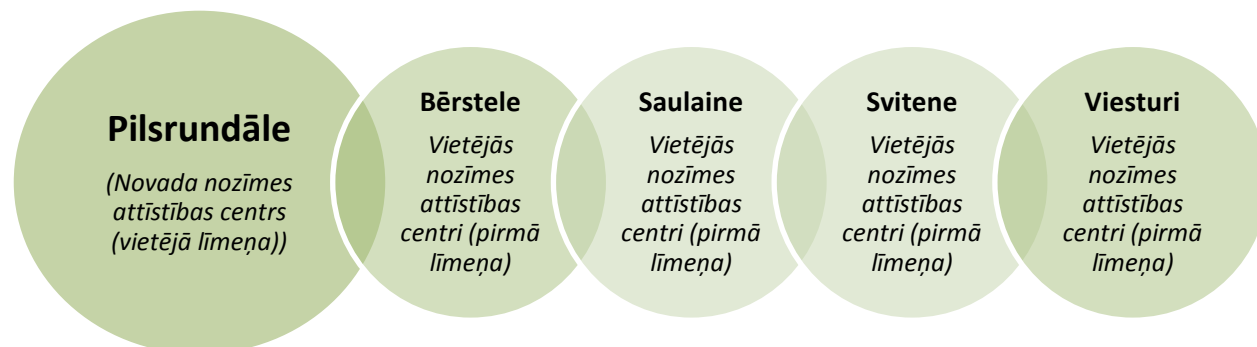 Pilsrundāle
(Novada nozīmes
attīstības centrs
(vietējā līmeņa))
Bērstele
Vietējās
nozīmes
attīstības
centri (pirmā
līmeņa)
Saulaine
Vietējās
nozīmes
attīstības
centri (pirmā
līmeņa)
Svitene
Vietējās
nozīmes
attīstības
centri (pirmā
līmeņa)
Viesturi
Vietējās
nozīmes
attīstības
centri (pirmā
līmeņa)